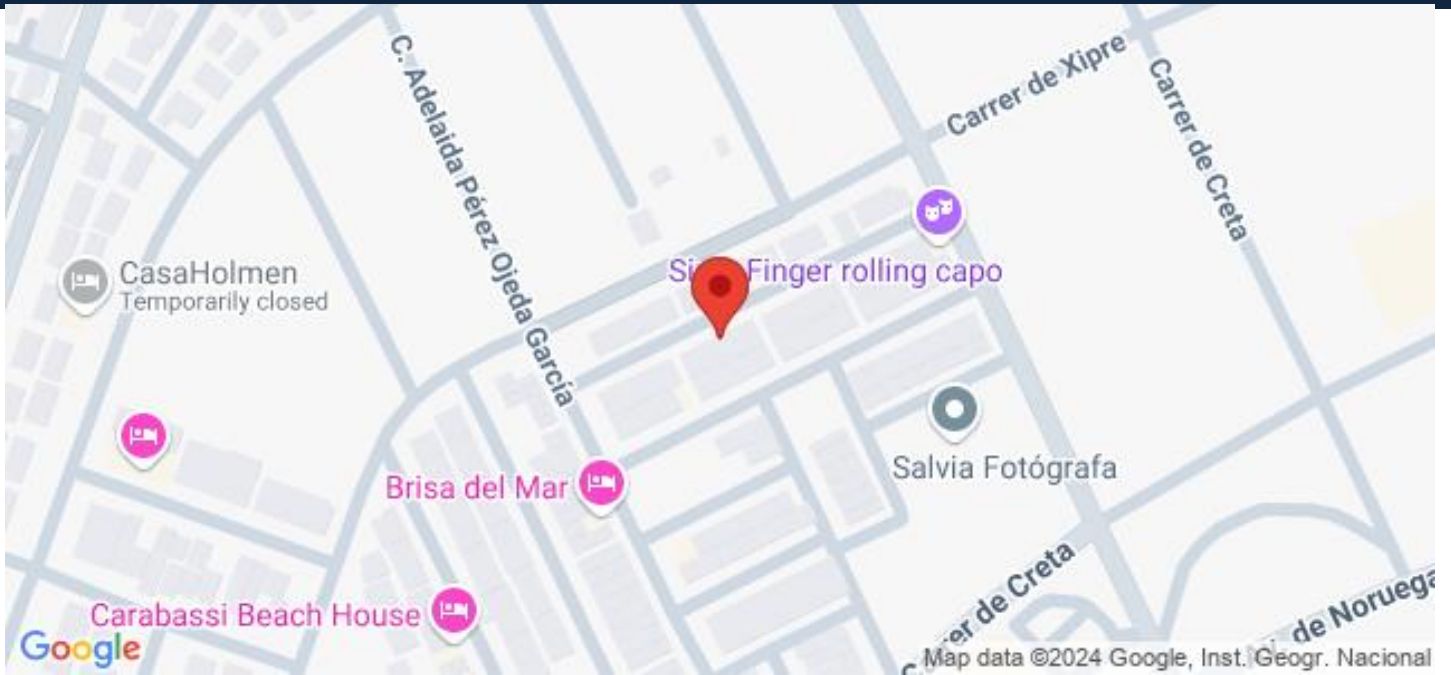 C. Adelaida Pérez Ojeda García
Carrer de Xipre
Carrer de Creta
CasaHolmen
Temporarily closed
Finger rolling capo
Brisa del Mar
Salvia Fotógrafa
Carabassi Beach House
de Creta
de Noruega
Google
Map data ©2024 Google, Inst. Geogr. Nacional